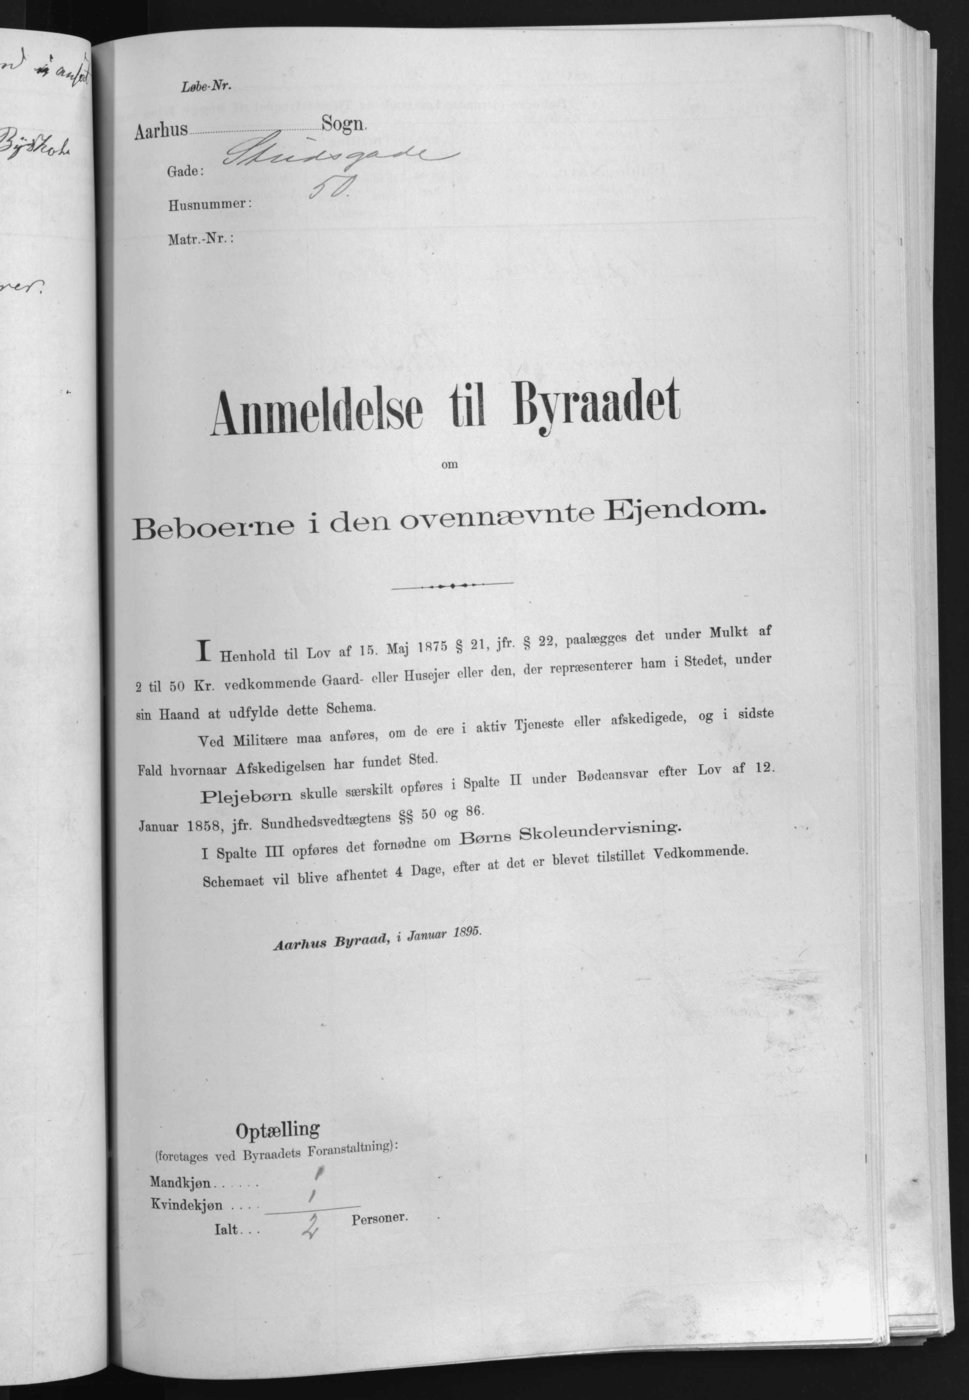 Løbe-Nr.
Aarhus Sogn.
Gade: Studsgade
Husnummer: 50.
Matr.-Nr.:
Anmeldelse til Byraadet
om
Beboerne i den ovennævnte Ejendom.
I Henhold til Lov af 15. Maj 1875 § 21, jfr. § 22, paalægges det under Mulkt af
2 til 50 Kr. vedkommende Gaard- eller Husejer eller den, der repræsenterer ham i Stedet, under
sin Haand at udfylde dette Schema.
Ved Militære maa anføres, om de ere i aktiv Tjeneste eller afskedigede, og i sidste
Fald hvornaar Afskedigelsen har fundet Sted.
Plejebørn skulle særskilt opføres i Spalte II under Bødeansvar efter Lov af 12.
Januar 1858, jfr. Sundhedsvedtægtens §§ 50 og 86.
I Spalte III opføres det fornødne om Børns Skoleundervisning.
Schemaet vil blive afhentet 4 Dage, efter at det er blevet tilstillet Vedkommende.
Aarhus Byraad, i Januar 1895.
Optælling
(foretages ved Byraadets Foranstaltning):
Mandkjøn...... 1
Kvindekjøn .... 1
Ialt... 2 Personer.